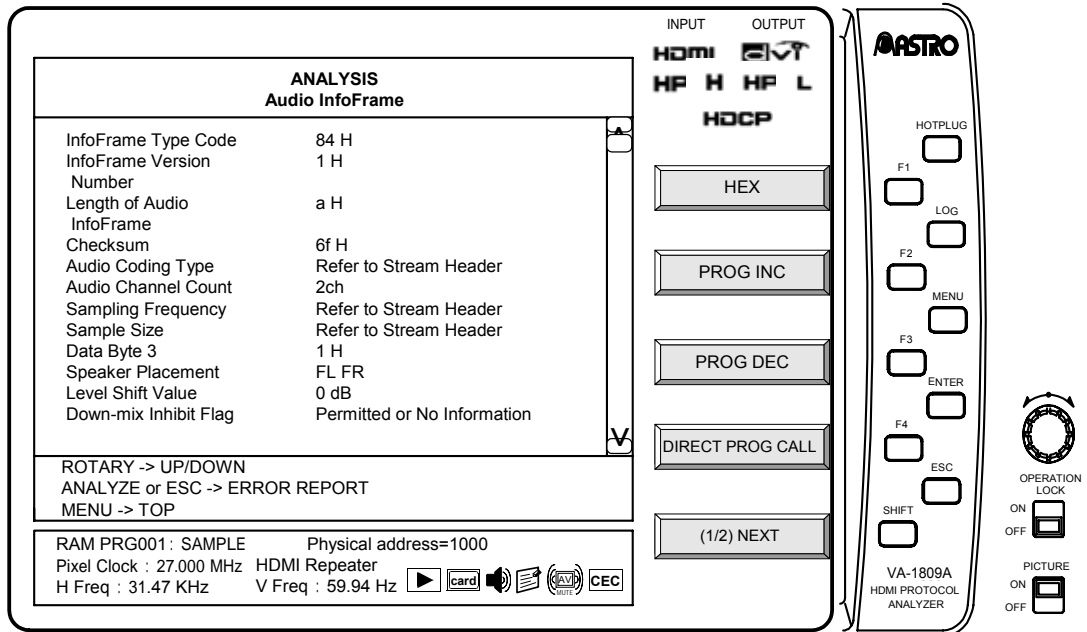 ANALYSIS
Audio InfoFrame
InfoFrame Type Code 84 H
InfoFrame Version 1 H
Number
Length of Audio a H
InfoFrame
Checksum 6f H
Audio Coding Type Refer to Stream Header
Audio Channel Count 2ch
Sampling Frequency Refer to Stream Header
Sample Size Refer to Stream Header
Data Byte 3 1 H
Speaker Placement FL FR
Level Shift Value 0 dB
Down-mix Inhibit Flag Permitted or No Information
V
ROTARY -> UP/DOWN
ANALYZE or ESC -> ERROR REPORT
MENU -> TOP
RAM PRG001 : SAMPLE Physical address=1000
Pixel Clock : 27.000 MHz HDMI Repeater
H Freq : 31.47 KHz V Freq : 59.94 Hz card AV MUTE CEC
INPUT OUTPUT
HDMI
HP H HP L
HDCP
HEX
PROG INC
PROG DEC
DIRECT PROG CALL
(1/2) NEXT
ASTRO
HOTPLUG
F1
LOG
F2
MENU
F3
ENTER
F4
ESC
SHIFT
VA-1809A
HDMI PROTOCOL
ANALYZER
OPERATION
LOCK
ON
OFF
PICTURE
ON
OFF